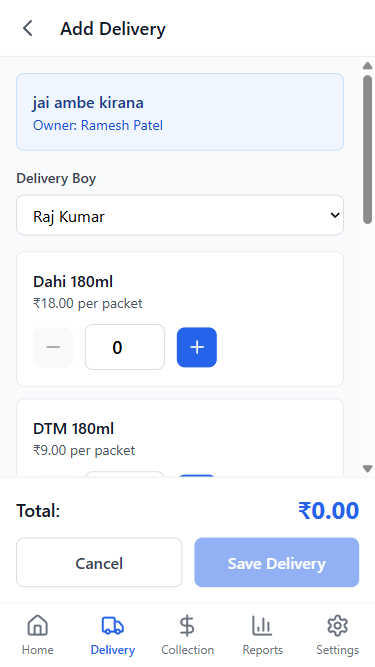 Add Delivery
jai ambe kirana
Owner: Ramesh Patel
Delivery Boy
Raj Kumar
Dahi 180ml
₹18.00 per packet
0
DTM 180ml
₹9.00 per packet
Total: ₹0.00
Cancel Save Delivery
Home Delivery Collection Reports Settings